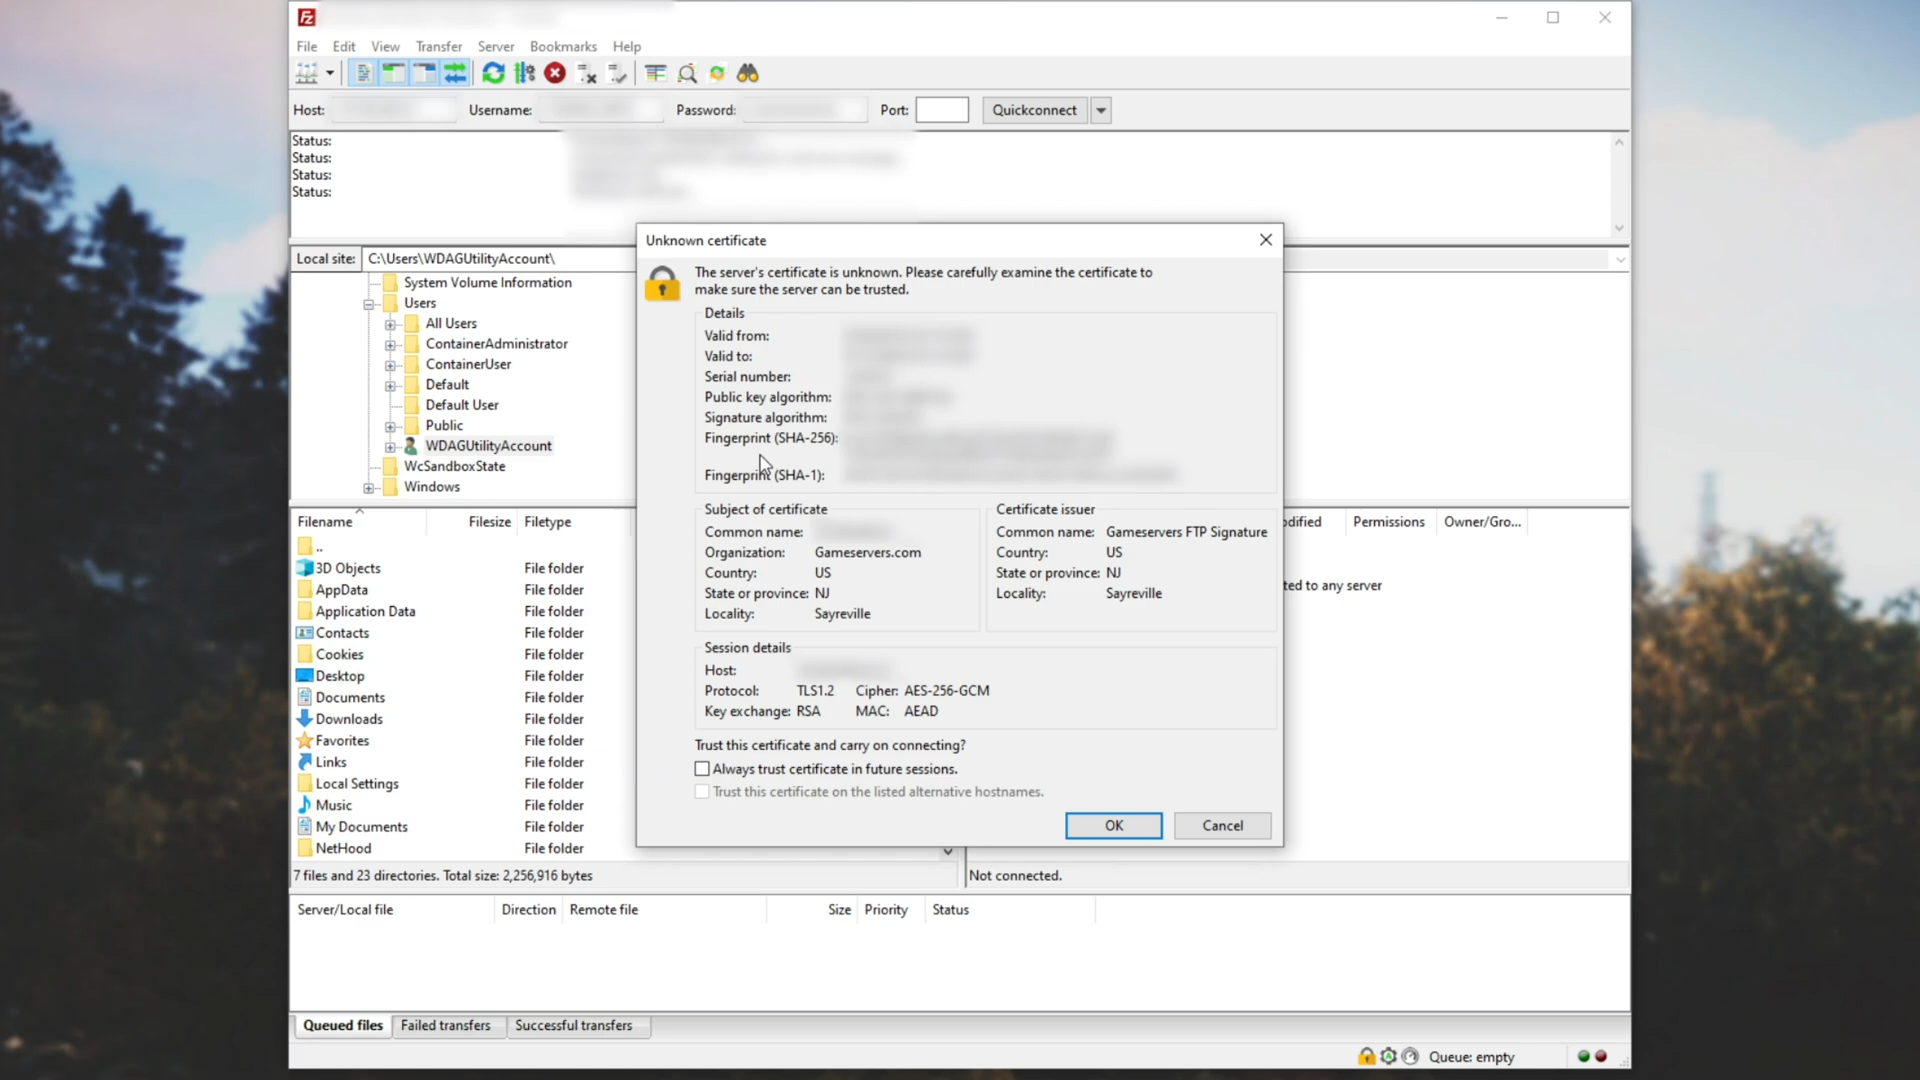 Fz
File Edit View Transfer Server Bookmarks Help
Host: Username: Password: Port: Quickconnect
Status:
Status:
Status:
Status:
Local site: C:\Users\WDAGUtilityAccount\
System Volume Information
Users
All Users
ContainerAdministrator
ContainerUser
Default
Default User
Public
WDAGUtilityAccount
WcSandboxState
Windows
Filename Filesize Filetype
..
3D Objects File folder
AppData File folder
Application Data File folder
Contacts File folder
Cookies File folder
Desktop File folder
Documents File folder
Downloads File folder
Favorites File folder
Links File folder
Local Settings File folder
Music File folder
My Documents File folder
NetHood File folder
7 files and 23 directories. Total size: 2,256,916 bytes
Unknown certificate
The server's certificate is unknown. Please carefully examine the certificate to
make sure the server can be trusted.
Details
Valid from:
Valid to:
Serial number:
Public key algorithm:
Signature algorithm:
Fingerprint (SHA-256):
Fingerprint (SHA-1):
Subject of certificate
Common name:
Organization: Gameservers.com
Country: US
State or province: NJ
Locality: Sayreville
Certificate issuer
Common name: Gameservers FTP Signature
Country: US
State or province: NJ
Locality: Sayreville
Session details
Host:
Protocol: TLS1.2 Cipher: AES-256-GCM
Key exchange: RSA MAC: AEAD
Trust this certificate and carry on connecting?
Always trust certificate in future sessions.
Trust this certificate on the listed alternative hostnames.
OK Cancel
dified Permissions Owner/Gro...
ted to any server
Not connected.
Server/Local file Direction Remote file Size Priority Status
Queued files Failed transfers Successful transfers
Queue: empty